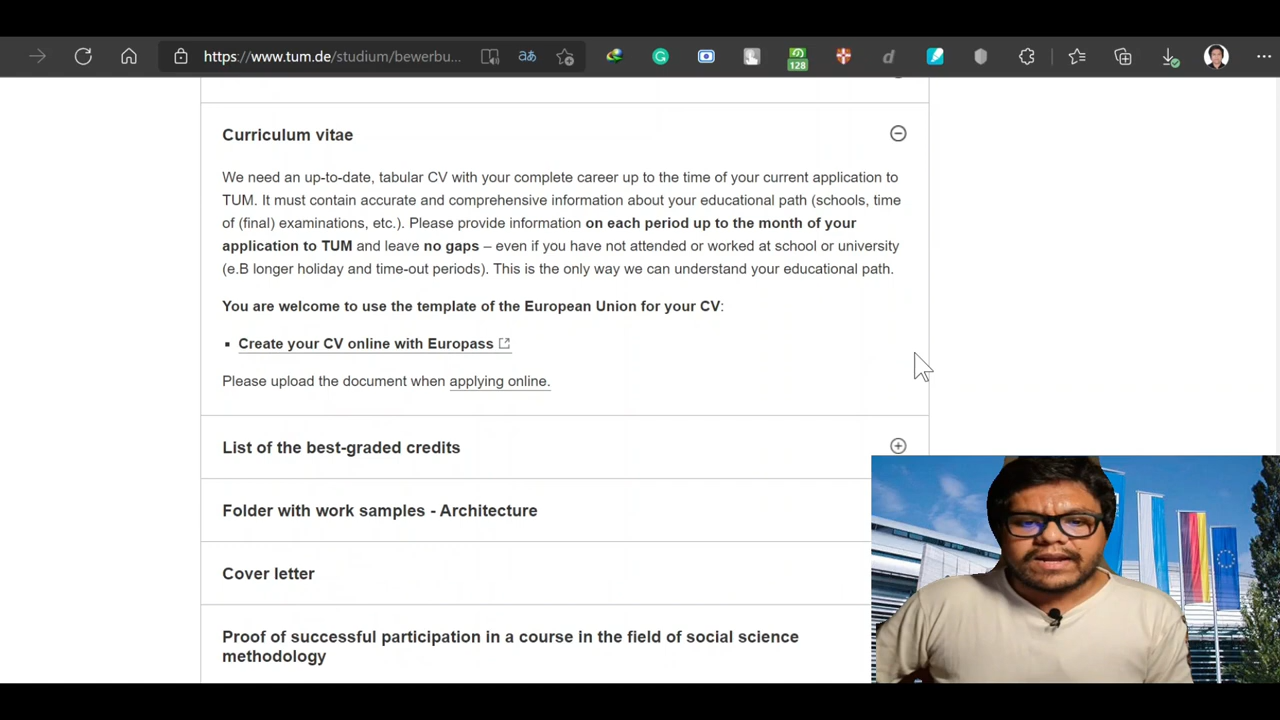 https://www.tum.de/studium/bewerbu...
128
Curriculum vitae
We need an up-to-date, tabular CV with your complete career up to the time of your current application to
TUM. It must contain accurate and comprehensive information about your educational path (schools, time
of (final) examinations, etc.). Please provide information on each period up to the month of your
application to TUM and leave no gaps – even if you have not attended or worked at school or university
(e.B longer holiday and time-out periods). This is the only way we can understand your educational path.
You are welcome to use the template of the European Union for your CV:
Create your CV online with Europass
Please upload the document when applying online.
List of the best-graded credits
Folder with work samples - Architecture
Cover letter
Proof of successful participation in a course in the field of social science
methodology